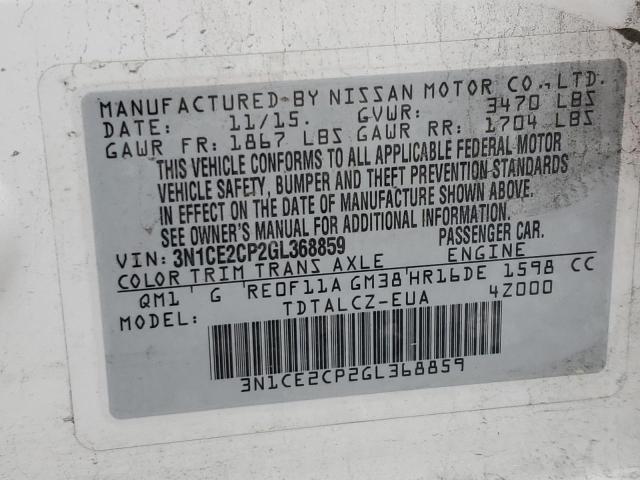 MANUFACTURED BY NISSAN MOTOR CO., LTD.
DATE: 11/15. GVWR: 3470 LBS
GAWR FR: 1867 LBS GAWR RR: 1704 LBS
THIS VEHICLE CONFORMS TO ALL APPLICABLE FEDERAL MOTOR
VEHICLE SAFETY, BUMPER AND THEFT PREVENTION STANDARDS
IN EFFECT ON THE DATE OF MANUFACTURE SHOWN ABOVE.
SEE OWNER'S MANUAL FOR ADDITIONAL INFORMATION.
VIN: 3N1CE2CP2GL368859 PASSENGER CAR.
COLOR TRIM TRANS AXLE ENGINE
QM1 G RE0F11A GM38 HR16DE 1598 CC
MODEL: TDTALCZ-EUA 4Z000
3N1CE2CP2GL368859